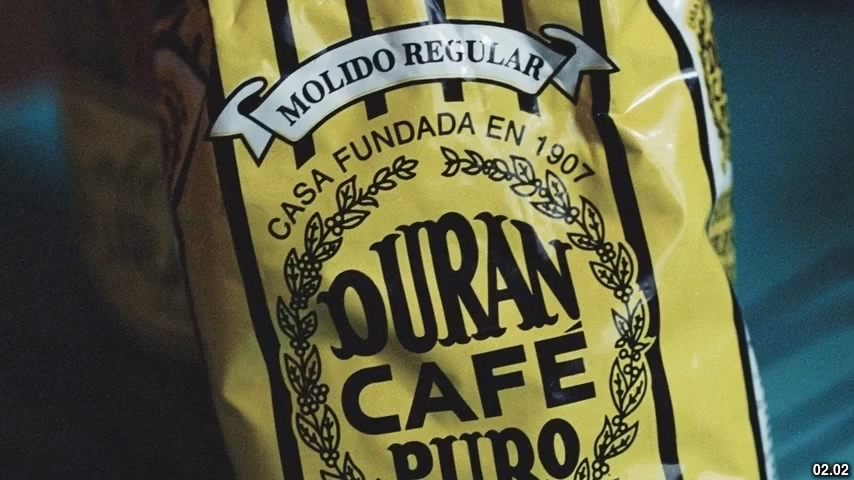 MOLIDO REGULAR
CASA FUNDADA EN 1907
DURAN
CAFÉ
PURO
02.02